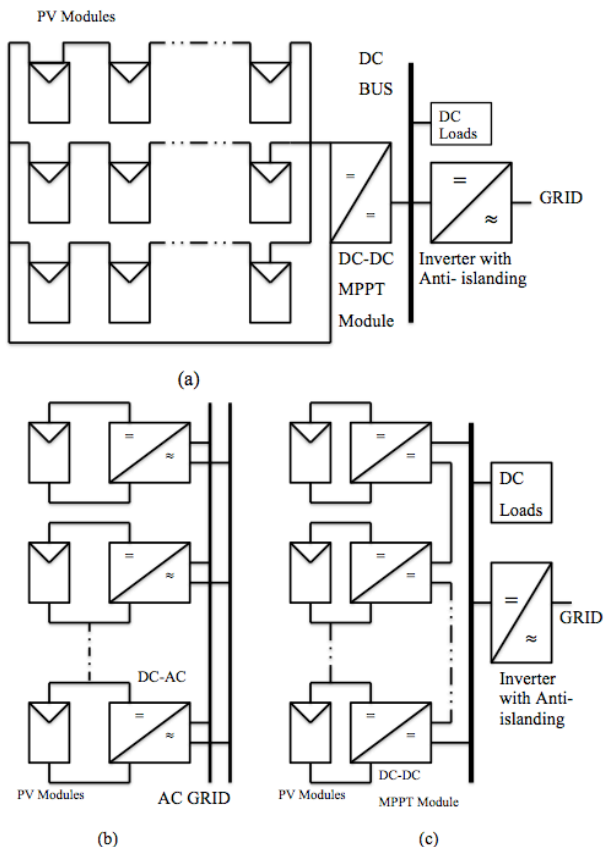 PV Modules
DC
BUS
DC
Loads
=
=
=
≈
GRID
DC-DC
MPPT
Module
Inverter with
Anti- islanding
(a)
=
≈
=
≈
DC-AC
=
≈
PV Modules
AC GRID
(b)
=
=
=
=
=
=
DC
Loads
=
≈
GRID
Inverter
with Anti-
islanding
DC-DC
PV Modules
MPPT Module
(c)